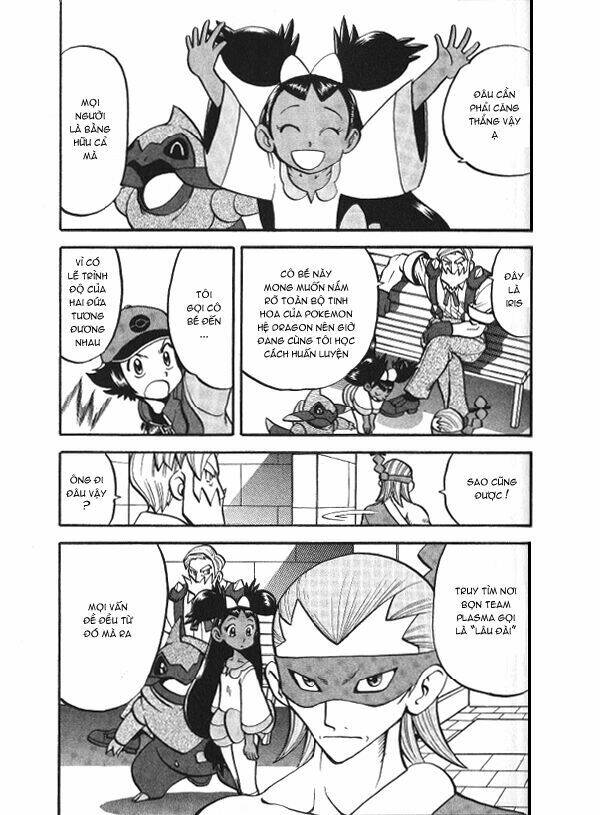 ĐÂU CẦN
PHẢI CĂNG
THẲNG VẬY
Ạ
MỌI
NGƯỜI
LÀ BẰNG
HỮU CẢ
MÀ
ĐÂY
LÀ
IRIS
CÔ BÉ NÀY
MONG MUỐN NẮM
RÕ TOÀN BỘ TINH
HOA CỦA POKEMON
HỆ DRAGON NÊN GIỜ
ĐANG CÙNG TÔI HỌC
CÁCH HUẤN LUYỆN
TÔI
GỌI CÔ
BÉ ĐẾN
...
VÌ CÓ
LẼ TRÌNH
ĐỘ CỦA
HAI ĐỨA
TƯƠNG
ĐƯƠNG
NHAU
SAO CŨNG
ĐƯỢC!
ÔNG ĐI
ĐÂU VẬY
?
TRUY TÌM NƠI
BỌN TEAM
PLASMA GỌI
LÀ "LÂU ĐÀI"
MỌI VẤN
ĐỀ ĐỀU TỪ
ĐÓ MÀ RA